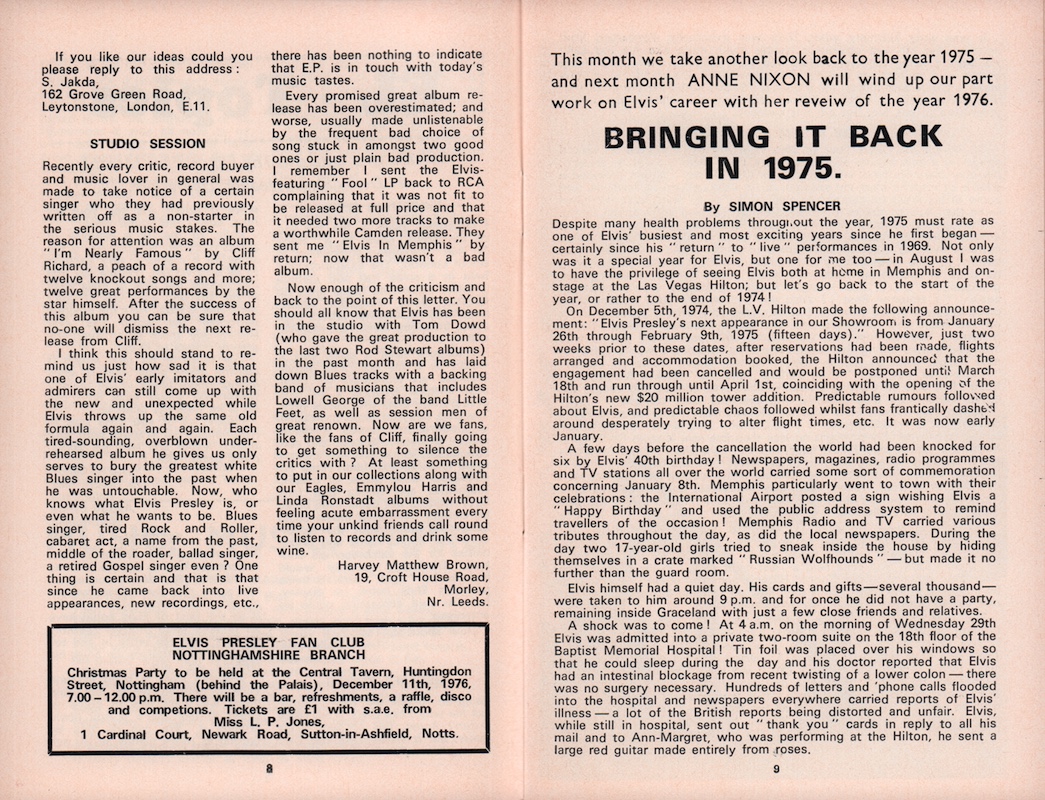 If you like our ideas could you
please reply to this address :
S. Jakda,
162 Grove Green Road,
Leytonstone, London, E.11.
STUDIO SESSION
Recently every critic, record buyer
and music lover in general was
made to take notice of a certain
singer who they had previously
written off as a non-starter in
the serious music stakes. The
reason for attention was an album
" I'm Nearly Famous " by Cliff
Richard, a peach of a record with
twelve knockout songs and more;
twelve great performances by the
star himself. After the success of
this album you can be sure that
no-one will dismiss the next re-
lease from Cliff.
I think this should stand to re-
mind us just how sad it is that
one of Elvis' early imitators and
admirers can still come up with
the new and unexpected while
Elvis throws up the same old
formula again and again. Each
tired-sounding, overblown under-
rehearsed album he gives us only
serves to bury the greatest white
Blues singer into the past when
he was untouchable. Now, who
knows what Elvis Presley is, or
even what he wants to be. Blues
singer, tired Rock and Roller,
cabaret act, a name from the past,
middle of the roader, ballad singer,
a retired Gospel singer even ? One
thing is certain and that is that
since he came back into live
appearances, new recordings, etc.,
there has been nothing to indicate
that E.P. is in touch with today's
music tastes.
Every promised great album re-
lease has been overestimated; and
worse, usually made unlistenable
by the frequent bad choice of
song stuck in amongst two good
ones or just plain bad production.
I remember I sent the Elvis-
featuring " Fool " LP back to RCA
complaining that it was not fit to
be released at full price and that
it needed two more tracks to make
a worthwhile Camden release. They
sent me " Elvis In Memphis " by
return; now that wasn't a bad
album.
Now enough of the criticism and
back to the point of this letter. You
should all know that Elvis has been
in the studio with Tom Dowd
(who gave the great production to
the last two Rod Stewart albums)
in the past month and has laid
down Blues tracks with a backing
band of musicians that includes
Lowell George of the band Little
Feet, as well as session men of
great renown. Now are we fans,
like the fans of Cliff, finally going
to get something to silence the
critics with ? At least something
to put in our collections along with
our Eagles, Emmylou Harris and
Linda Ronstadt albums without
feeling acute embarrassment every
time your unkind friends call round
to listen to records and drink some
wine.
Harvey Matthew Brown,
19, Croft House Road,
Morley,
Nr. Leeds.
ELVIS PRESLEY FAN CLUB
NOTTINGHAMSHIRE BRANCH
Christmas Party to be held at the Central Tavern, Huntingdon
Street, Nottingham (behind the Palais), December 11th, 1976,
7.00 – 12.00 p.m. There will be a bar, refreshments, a raffle, disco
and competions. Tickets are £1 with s.a.e. from
Miss L. P. Jones,
1 Cardinal Court, Newark Road, Sutton-in-Ashfield, Notts.
8
This month we take another look back to the year 1975 –
and next month ANNE NIXON will wind up our part
work on Elvis' career with her reveiw of the year 1976.
BRINGING IT BACK
IN 1975.
By SIMON SPENCER
Despite many health problems throughout the year, 1975 must rate as
one of Elvis' busiest and most exciting years since he first began —
certainly since his " return " to " live " performances in 1969. Not only
was it a special year for Elvis, but one for me too — in August I was
to have the privilege of seeing Elvis both at home in Memphis and on-
stage at the Las Vegas Hilton; but let's go back to the start of the
year, or rather to the end of 1974 !
On December 5th, 1974, the L.V. Hilton made the following announce-
ment: " Elvis Presley's next appearance in our Showroom is from January
26th through February 9th, 1975 (fifteen days)." However, just two
weeks prior to these dates, after reservations had been made, flights
arranged and accommodation booked, the Hilton announced that the
engagement had been cancelled and would be postponed until March
18th and run through until April 1st, coinciding with the opening of the
Hilton's new $20 million tower addition. Predictable rumours followed
about Elvis, and predictable chaos followed whilst fans frantically dashed
around desperately trying to alter flight times, etc. It was now early
January.
A few days before the cancellation the world had been knocked for
six by Elvis' 40th birthday ! Newspapers, magazines, radio programmes
and TV stations all over the world carried some sort of commemoration
concerning January 8th. Memphis particularly went to town with their
celebrations : the International Airport posted a sign wishing Elvis a
" Happy Birthday " and used the public address system to remind
travellers of the occasion ! Memphis Radio and TV carried various
tributes throughout the day, as did the local newspapers. During the
day two 17-year-old girls tried to sneak inside the house by hiding
themselves in a crate marked " Russian Wolfhounds " — but made it no
further than the guard room.
Elvis himself had a quiet day. His cards and gifts—several thousand—
were taken to him around 9 p.m. and for once he did not have a party,
remaining inside Graceland with just a few close friends and relatives.
A shock was to come ! At 4 a.m. on the morning of Wednesday 29th
Elvis was admitted into a private two-room suite on the 18th floor of the
Baptist Memorial Hospital ! Tin foil was placed over his windows so
that he could sleep during the day and his doctor reported that Elvis
had an intestinal blockage from recent twisting of a lower colon — there
was no surgery necessary. Hundreds of letters and 'phone calls flooded
into the hospital and newspapers everywhere carried reports of Elvis'
illness — a lot of the British reports being distorted and unfair. Elvis,
while still in hospital, sent out " thank you " cards in reply to all his
mail and to Ann-Margret, who was performing at the Hilton, he sent a
large red guitar made entirely from roses.
9